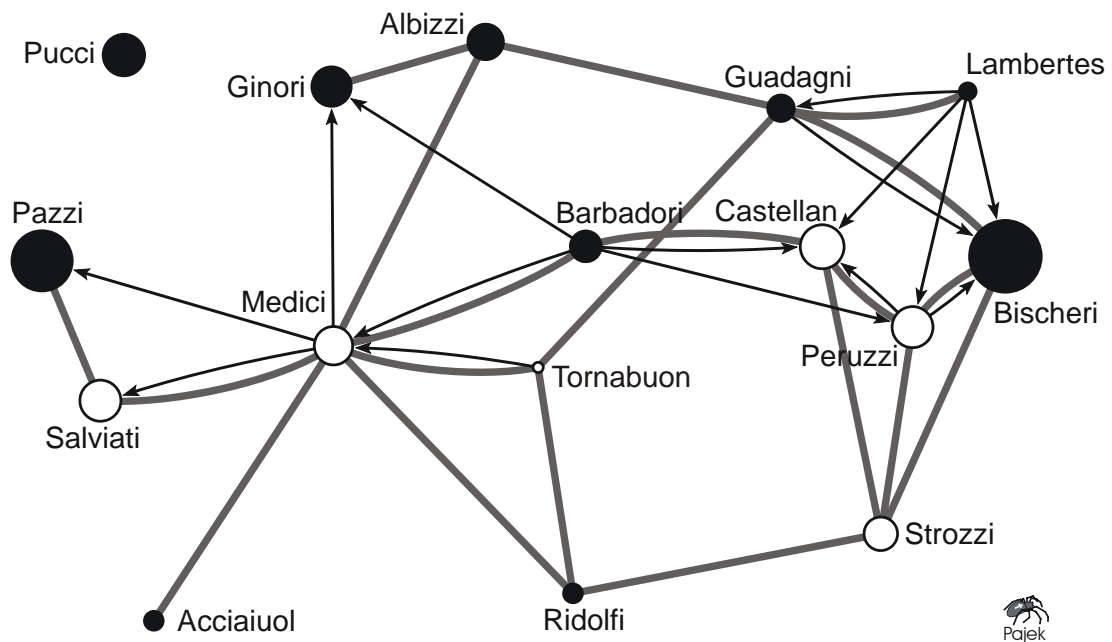 Albizzi
Pucci
Ginori
Guadagni
Lambertes
Pazzi
Barbadori
Castellan
Medici
Bischeri
Peruzzi
Tornabuon
Salviati
Strozzi
Acciaiuol
Ridolfi
Pajek